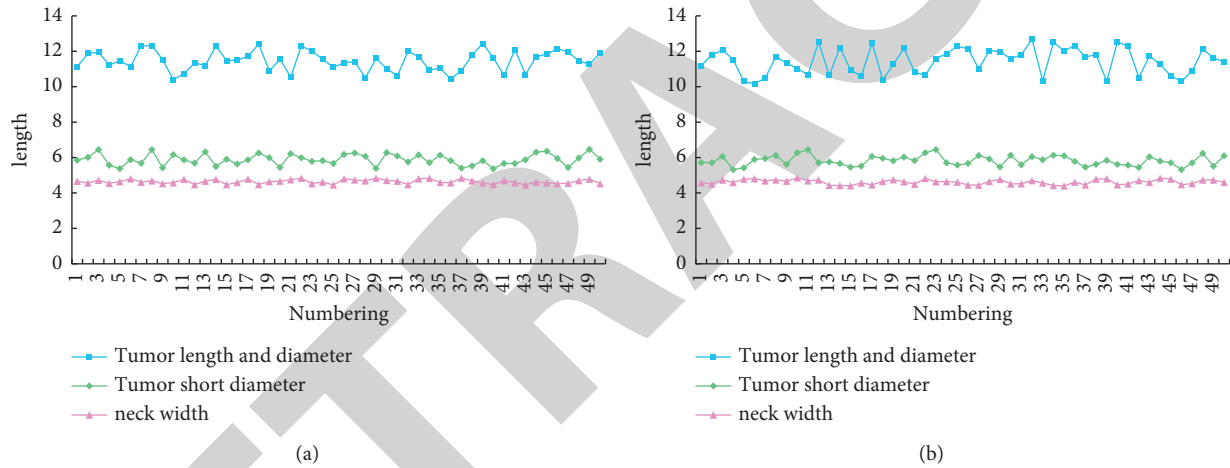 14
12
10
8
6
4
2
0
length
1 3 5 7 9 11 13 15 17 19 21 23 25 27 29 31 33 35 37 39 41 43 45 47 49
Numbering
Tumor length and diameter
Tumor short diameter
neck width
(a)
14
12
10
8
6
4
2
0
length
1 3 5 7 9 11 13 15 17 19 21 23 25 27 29 31 33 35 37 39 41 43 45 47 49
Numbering
Tumor length and diameter
Tumor short diameter
neck width
(b)